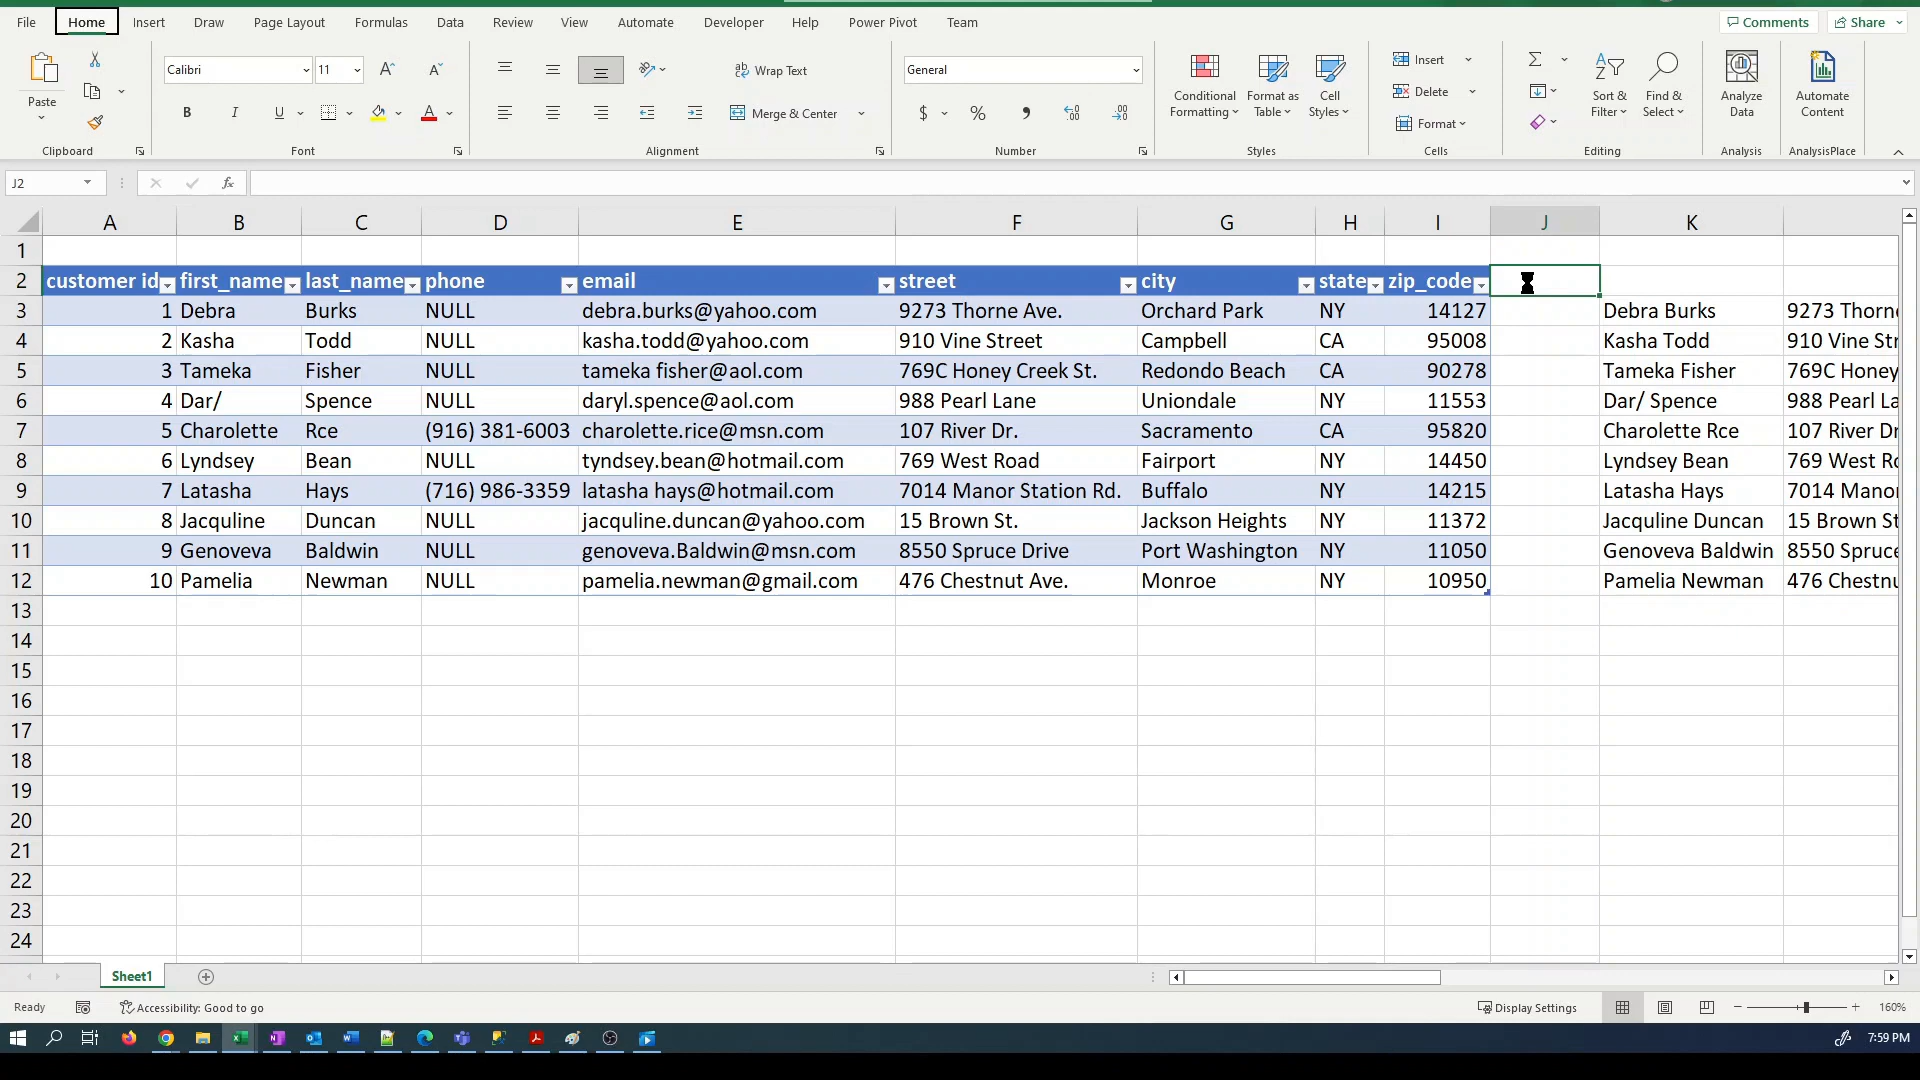 File Home Insert Draw Page Layout Formulas Data Review View Automate Developer Help Power Pivot Team Comments Share
Calibri 11 Wrap Text General Insert
Paste Conditional Formatting Format as Table Cell Styles Delete Sort & Filter Find & Select Analyze Data Automate Content
B I U A Merge & Center $ % Format
Clipboard Font Alignment Number Styles Cells Editing Analysis AnalysisPlace
J2 fx
A B C D E F G H I J K
1
2 customer id first_name last_name phone email street city state zip_code
3 1 Debra Burks NULL debra.burks@yahoo.com 9273 Thorne Ave. Orchard Park NY 14127 Debra Burks 9273 Thorn
4 2 Kasha Todd NULL kasha.todd@yahoo.com 910 Vine Street Campbell CA 95008 Kasha Todd 910 Vine Str
5 3 Tameka Fisher NULL tameka fisher@aol.com 769C Honey Creek St. Redondo Beach CA 90278 Tameka Fisher 769C Honey
6 4 Dar/ Spence NULL daryl.spence@aol.com 988 Pearl Lane Uniondale NY 11553 Dar/ Spence 988 Pearl La
7 5 Charolette Rce (916) 381-6003 charolette.rice@msn.com 107 River Dr. Sacramento CA 95820 Charolette Rce 107 River Dr
8 6 Lyndsey Bean NULL tyndsey.bean@hotmail.com 769 West Road Fairport NY 14450 Lyndsey Bean 769 West Ro
9 7 Latasha Hays (716) 986-3359 latasha hays@hotmail.com 7014 Manor Station Rd. Buffalo NY 14215 Latasha Hays 7014 Manor
10 8 Jacquline Duncan NULL jacquline.duncan@yahoo.com 15 Brown St. Jackson Heights NY 11372 Jacquline Duncan 15 Brown St
11 9 Genoveva Baldwin NULL genoveva.Baldwin@msn.com 8550 Spruce Drive Port Washington NY 11050 Genoveva Baldwin 8550 Spruce
12 10 Pamelia Newman NULL pamelia.newman@gmail.com 476 Chestnut Ave. Monroe NY 10950 Pamelia Newman 476 Chestnu
13
14
15
16
17
18
19
20
21
22
23
24
Sheet1
Ready Accessibility: Good to go Display Settings 160%
7:59 PM